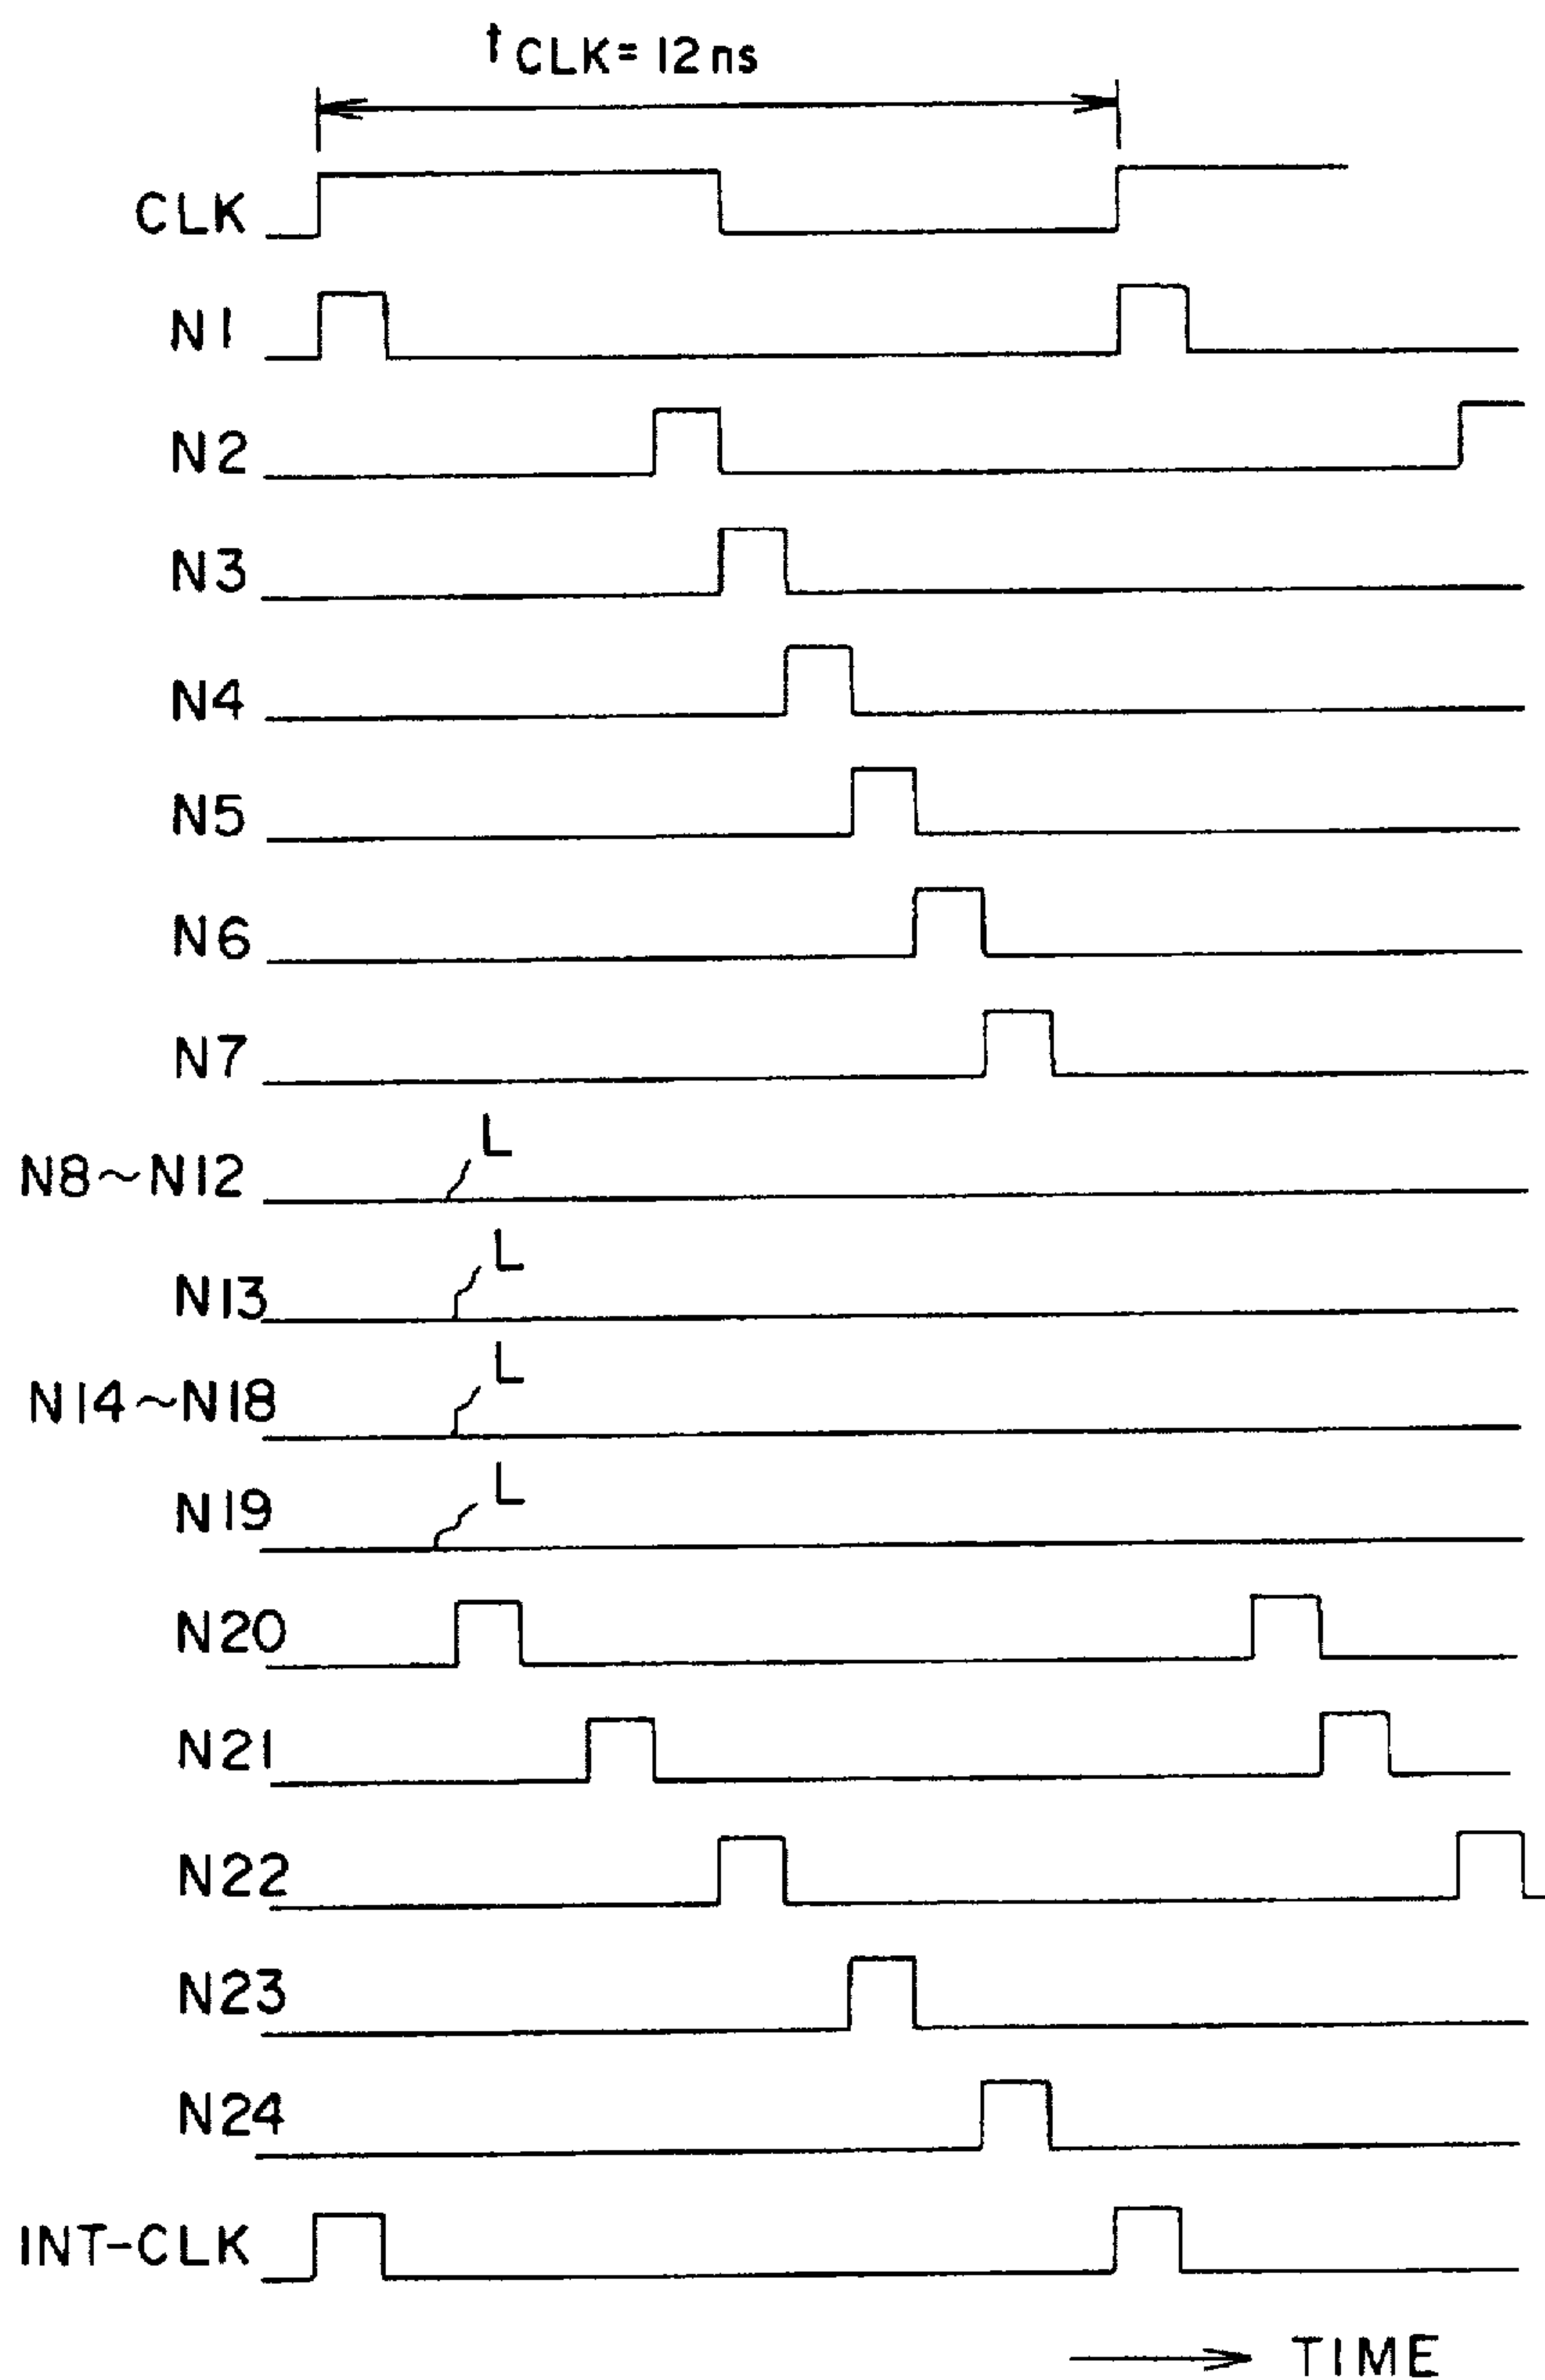 tCLK= 12ns
CLK
N1
N2
N3
N4
N5
N6
N7
L
N8~N12
L
N13
L
N14~N18
L
N19
N20
N21
N22
N23
N24
INT-CLK
TIME